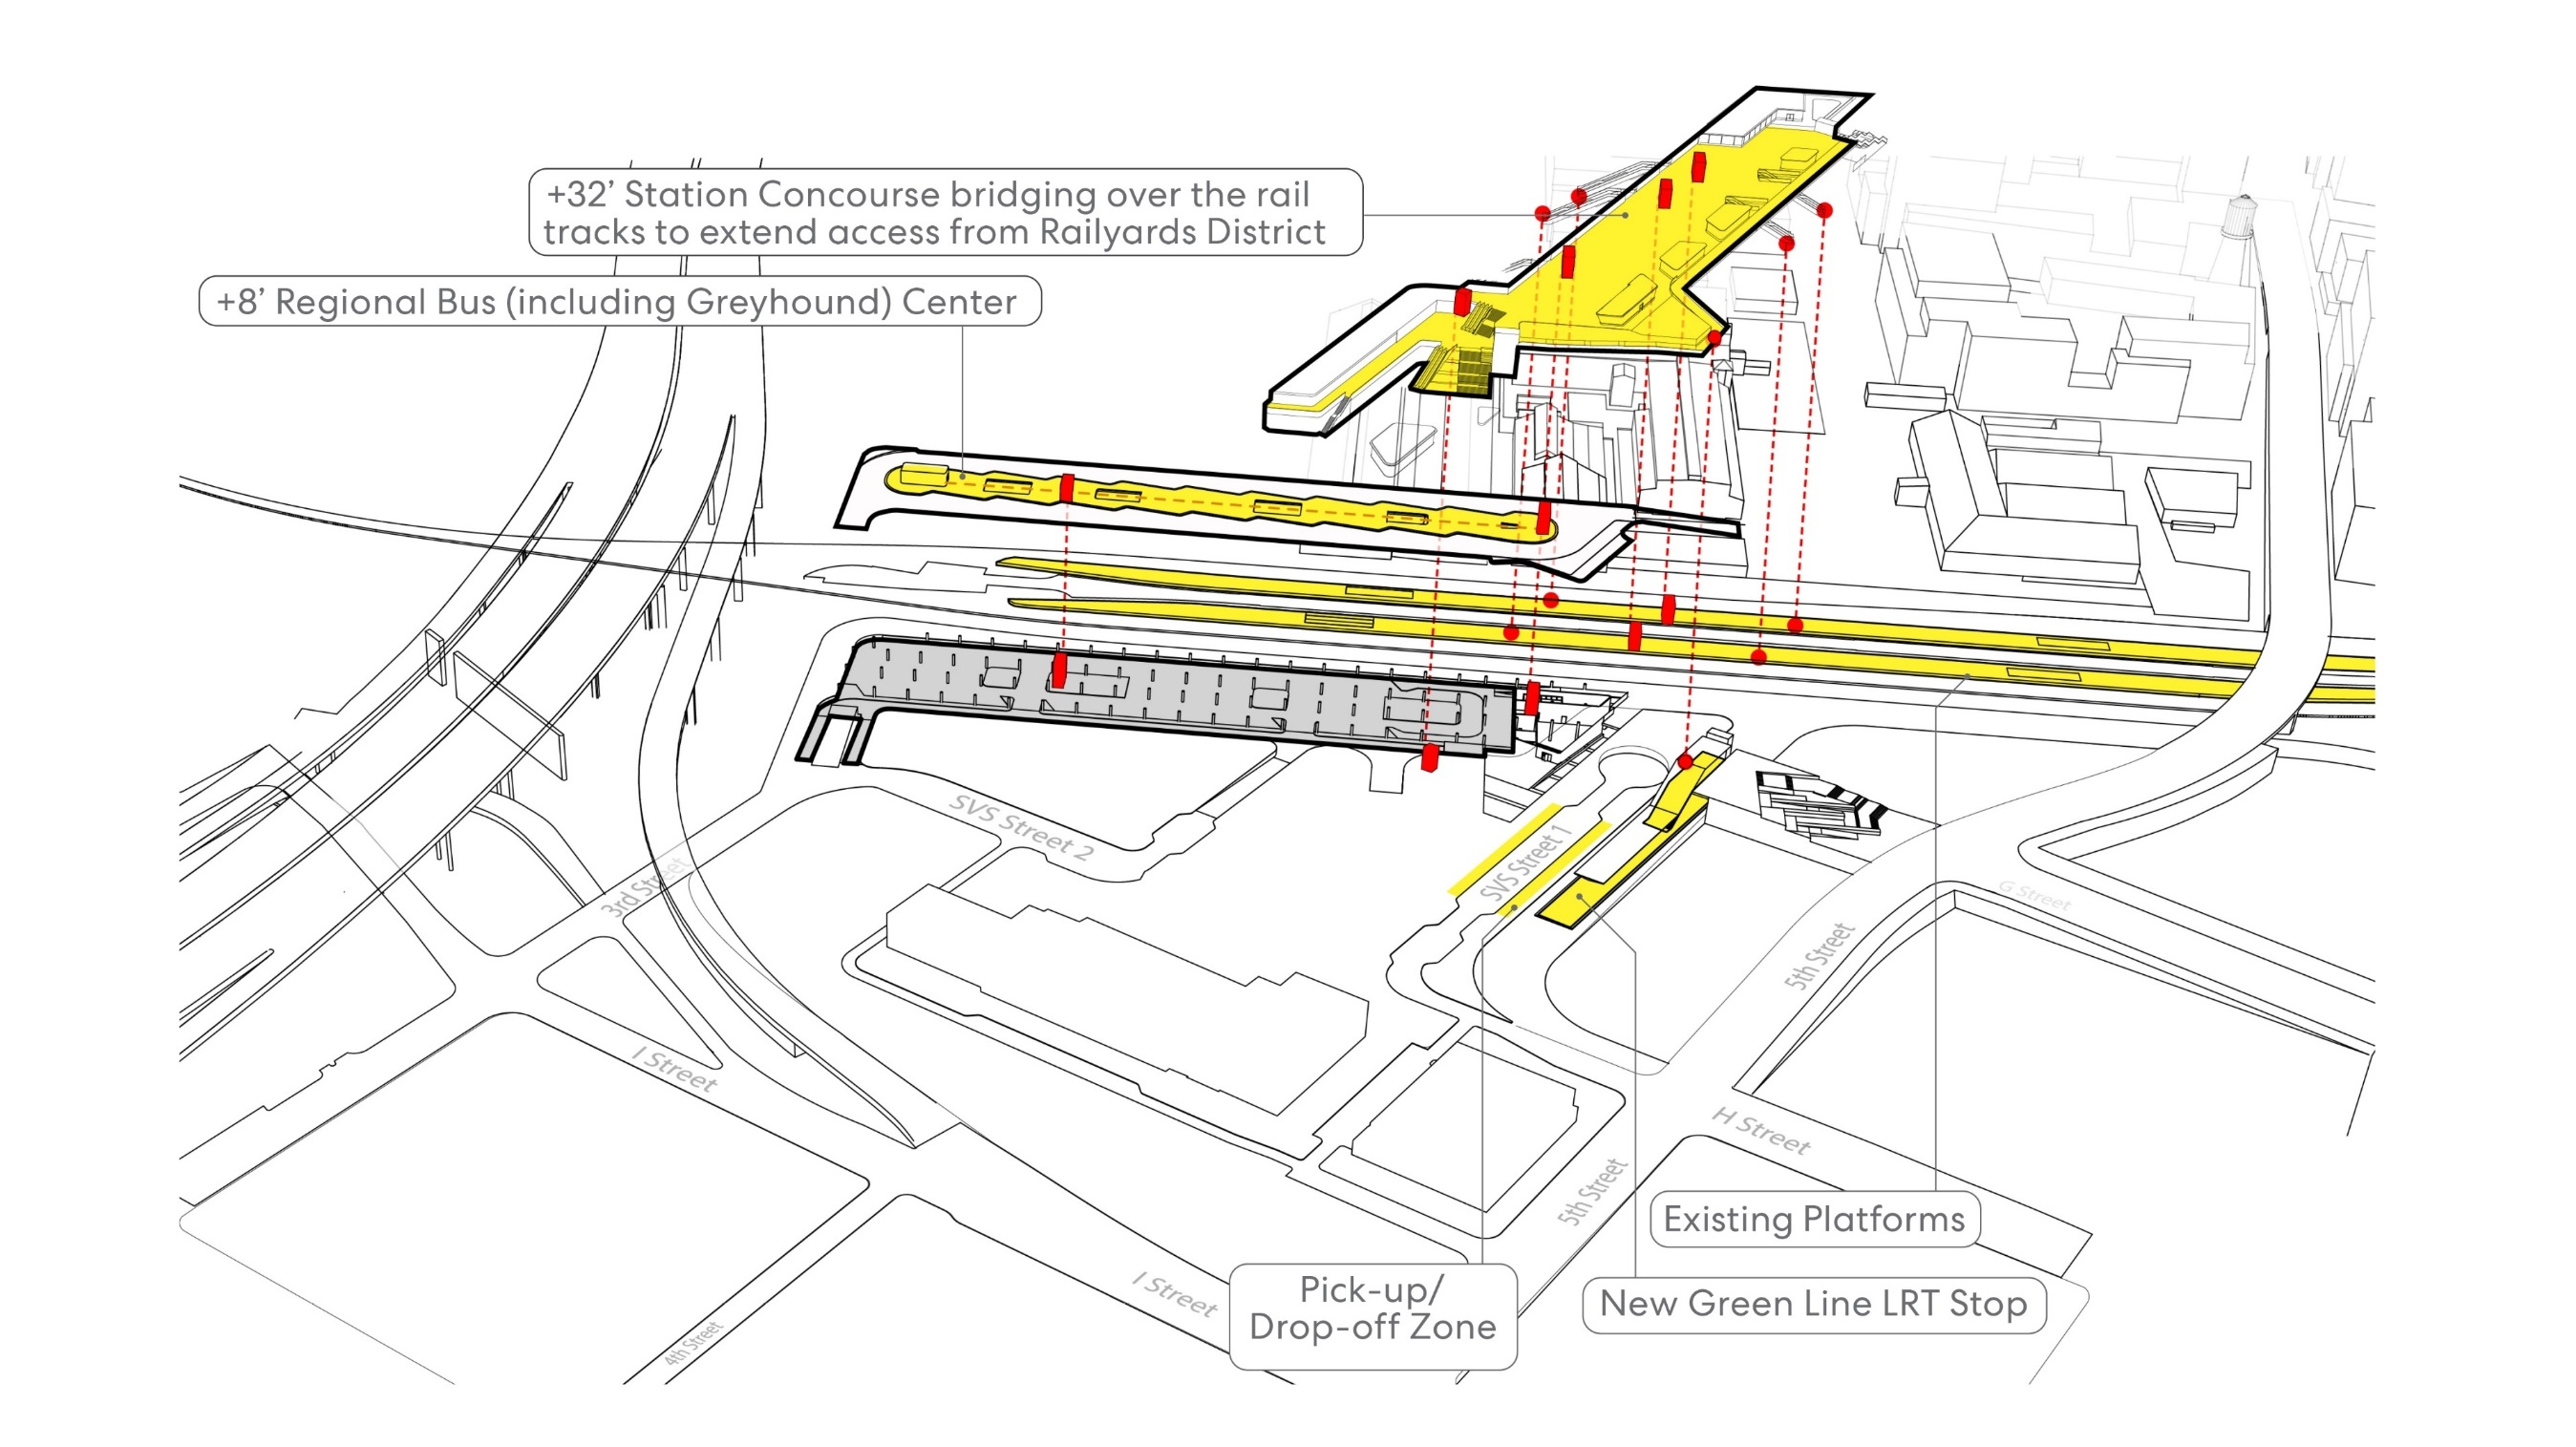 +32’ Station Concourse bridging over the rail
tracks to extend access from Railyards District
+8’ Regional Bus (including Greyhound) Center
SVS Street 2
SVS Street 1
3rd Street
G Street
5th Street
I Street
H Street
5th Street
Existing Platforms
I Street
Pick-up/
Drop-off Zone
New Green Line LRT Stop
4th Street